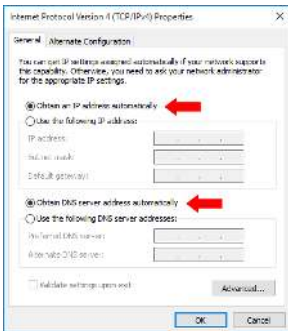 Internet Protocol Version 4 (TCP/IPv4) Properties
General
Alternate Configuration
You can get IP settings assigned automatically if your network supports
this capability. Otherwise, you need to ask your network administrator
for the appropriate IP settings.
Obtain an IP address automatically
Use the following IP address:
IP address:
Subnet mask:
Default gateway:
Obtain DNS server address automatically
Use the following DNS server addresses:
Preferred DNS server:
Alternate DNS server:
Validate settings upon exit
Advanced...
OK
Cancel